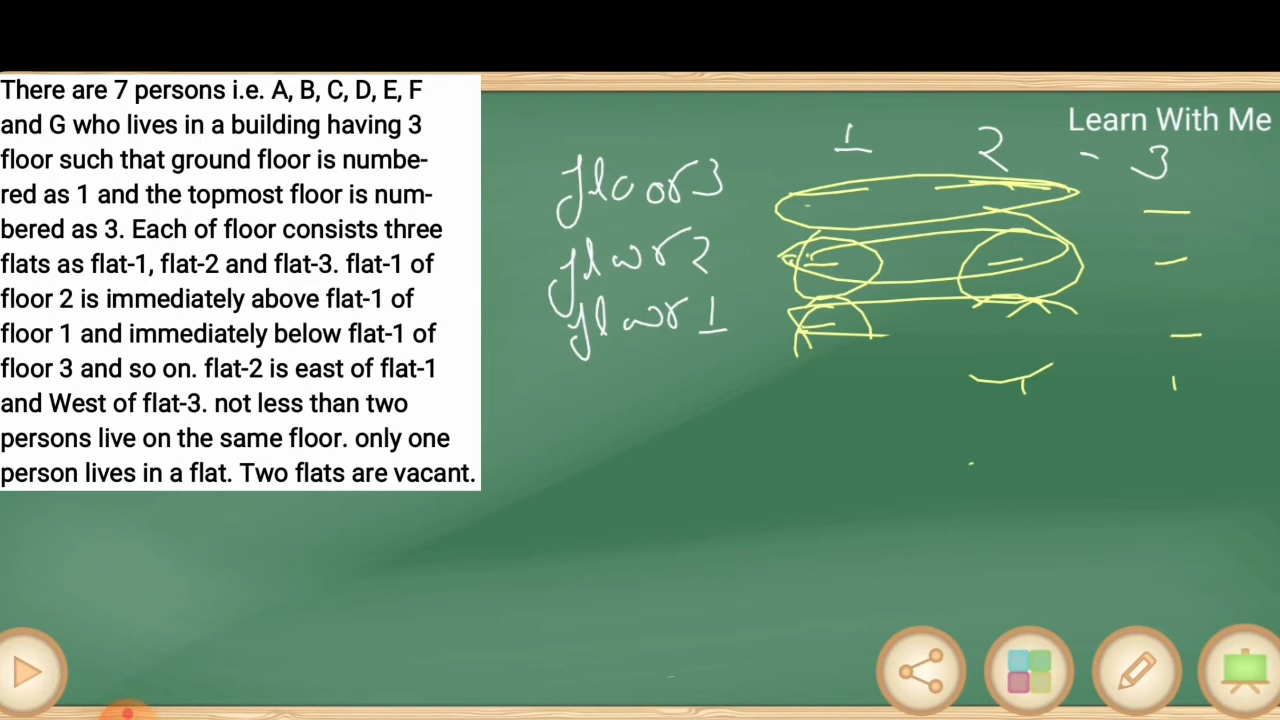 There are 7 persons i.e. A, B, C, D, E, F
and G who lives in a building having 3
floor such that ground floor is numbe-
red as 1 and the topmost floor is num-
bered as 3. Each of floor consists three
flats as flat-1, flat-2 and flat-3. flat-1 of
floor 2 is immediately above flat-1 of
floor 1 and immediately below flat-1 of
floor 3 and so on. flat-2 is east of flat-1
and West of flat-3. not less than two
persons live on the same floor. only one
person lives in a flat. Two flats are vacant.
Learn With Me
1 2 - 3
floor 3
floor 2
floor 1